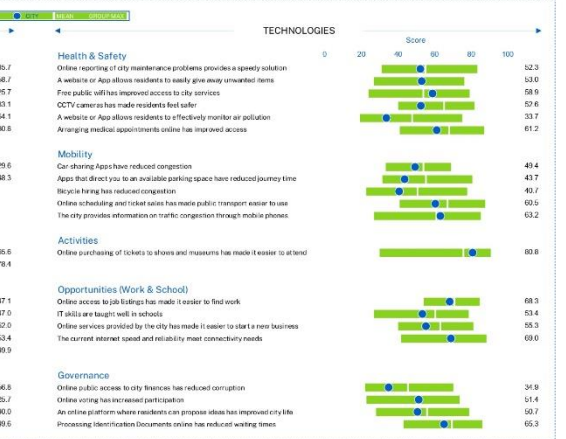 CITY MEAN GROUP MAX
TECHNOLOGIES
Score
Health & Safety 0 20 40 60 80 100
Online reporting of city maintenance problems provides a speedy solution 52.3
A website or App allows residents to easily give away unwanted items 53.0
Free public wifi has improved access to city services 58.9
CCTV cameras has made residents feel safer 52.6
A website or App allows residents to effectively monitor air pollution 33.7
Arranging medical appointments online has improved access 61.2
Mobility
Car-sharing Apps have reduced congestion 49.4
Apps that direct you to an available parking space have reduced journey time 43.7
Bicycle hiring has reduced congestion 40.7
Online scheduling and ticket sales has made public transport easier to use 60.5
The city provides information on traffic congestion through mobile phones 63.2
Activities
Online purchasing of tickets to shows and museums has made it easier to attend 80.8
Opportunities (Work & School)
Online access to job listings has made it easier to find work 68.3
IT skills are taught well in schools 53.4
Online services provided by the city has made it easier to start a new business 55.3
The current internet speed and reliability meet connectivity needs 69.0
Governance
Online public access to city finances has reduced corruption 34.9
Online voting has increased participation 51.4
An online platform where residents can propose ideas has improved city life 50.7
Processing Identification Documents online has reduced waiting times 65.3